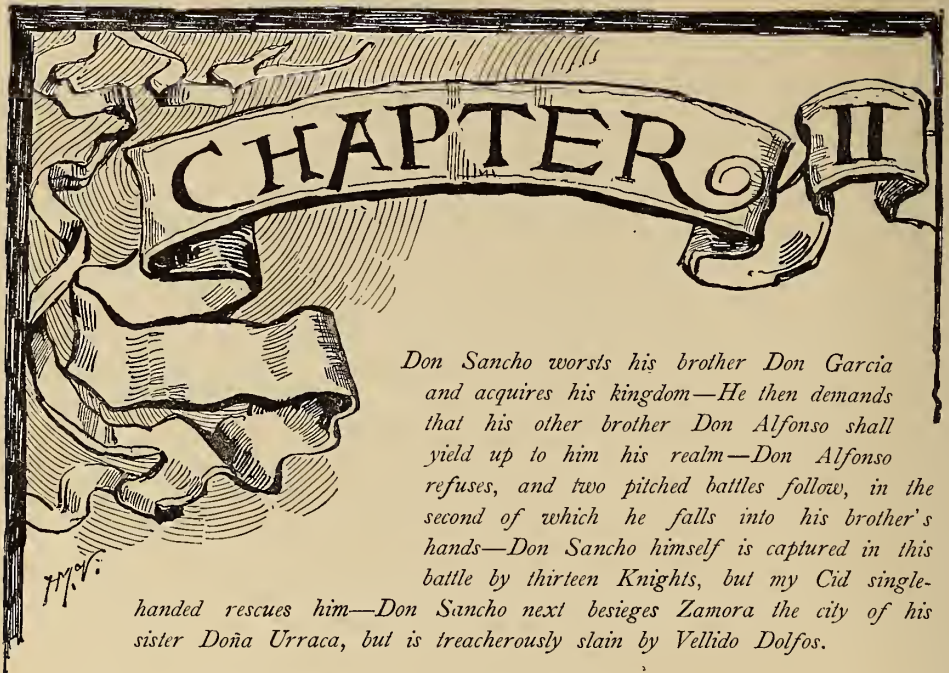 CHAPTER II
Don Sancho worsts his brother Don Garcia
and acquires his kingdom—He then demands
that his other brother Don Alfonso shall
yield up to him his realm—Don Alfonso
refuses, and two pitched battles follow, in the
second of which he falls into his brother's
hands—Don Sancho himself is captured in this
battle by thirteen Knights, but my Cid single-
handed rescues him—Don Sancho next besieges Zamora the city of his
sister Doña Urraca, but is treacherously slain by Vellido Dolfos.